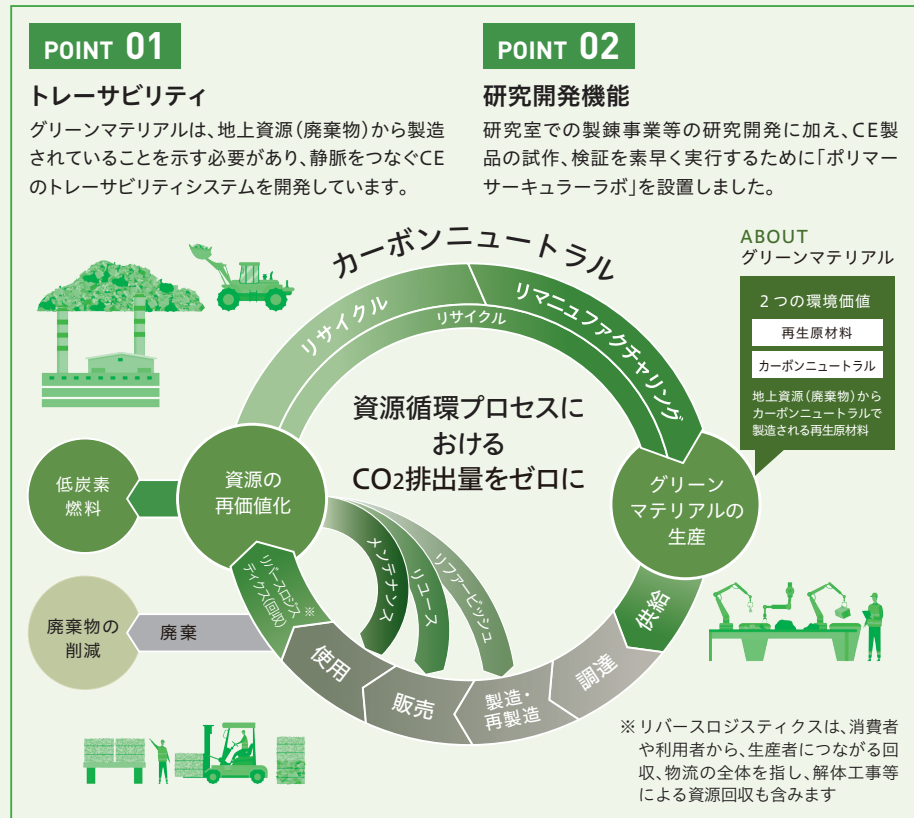 POINT 01
トレーサビリティ
グリーンマテリアルは、地上資源（廃棄物）から製造
されていることを示す必要があり、静脈をつなぐCE
のトレーサビリティシステムを開発しています。
POINT 02
研究開発機能
研究室での製錬事業等の研究開発に加え、CE製
品の試作、検証を素早く実行するために「ポリマー
サーキュラーラボ」を設置しました。
カーボンニュートラル
リサイクル
リマニュファクチャリング
リサイクル
ABOUT
グリーンマテリアル
2つの環境価値
再生原材料
カーボンニュートラル
地上資源（廃棄物）から
カーボンニュートラルで
製造される再生原材料
資源循環プロセスに
おける
CO2排出量をゼロに
低炭素
燃料
資源の
再価値化
グリーン
マテリアルの
生産
メンテナンス
リユース
リファービッシュ
リバースロジス
ティクス(回収)
※
廃棄物の
削減
廃棄
使用
販売
製造・
再製造
調達
供給
※リバースロジスティクスは、消費者
や利用者から、生産者につながる回
収、物流の全体を指し、解体工事等
による資源回収も含みます